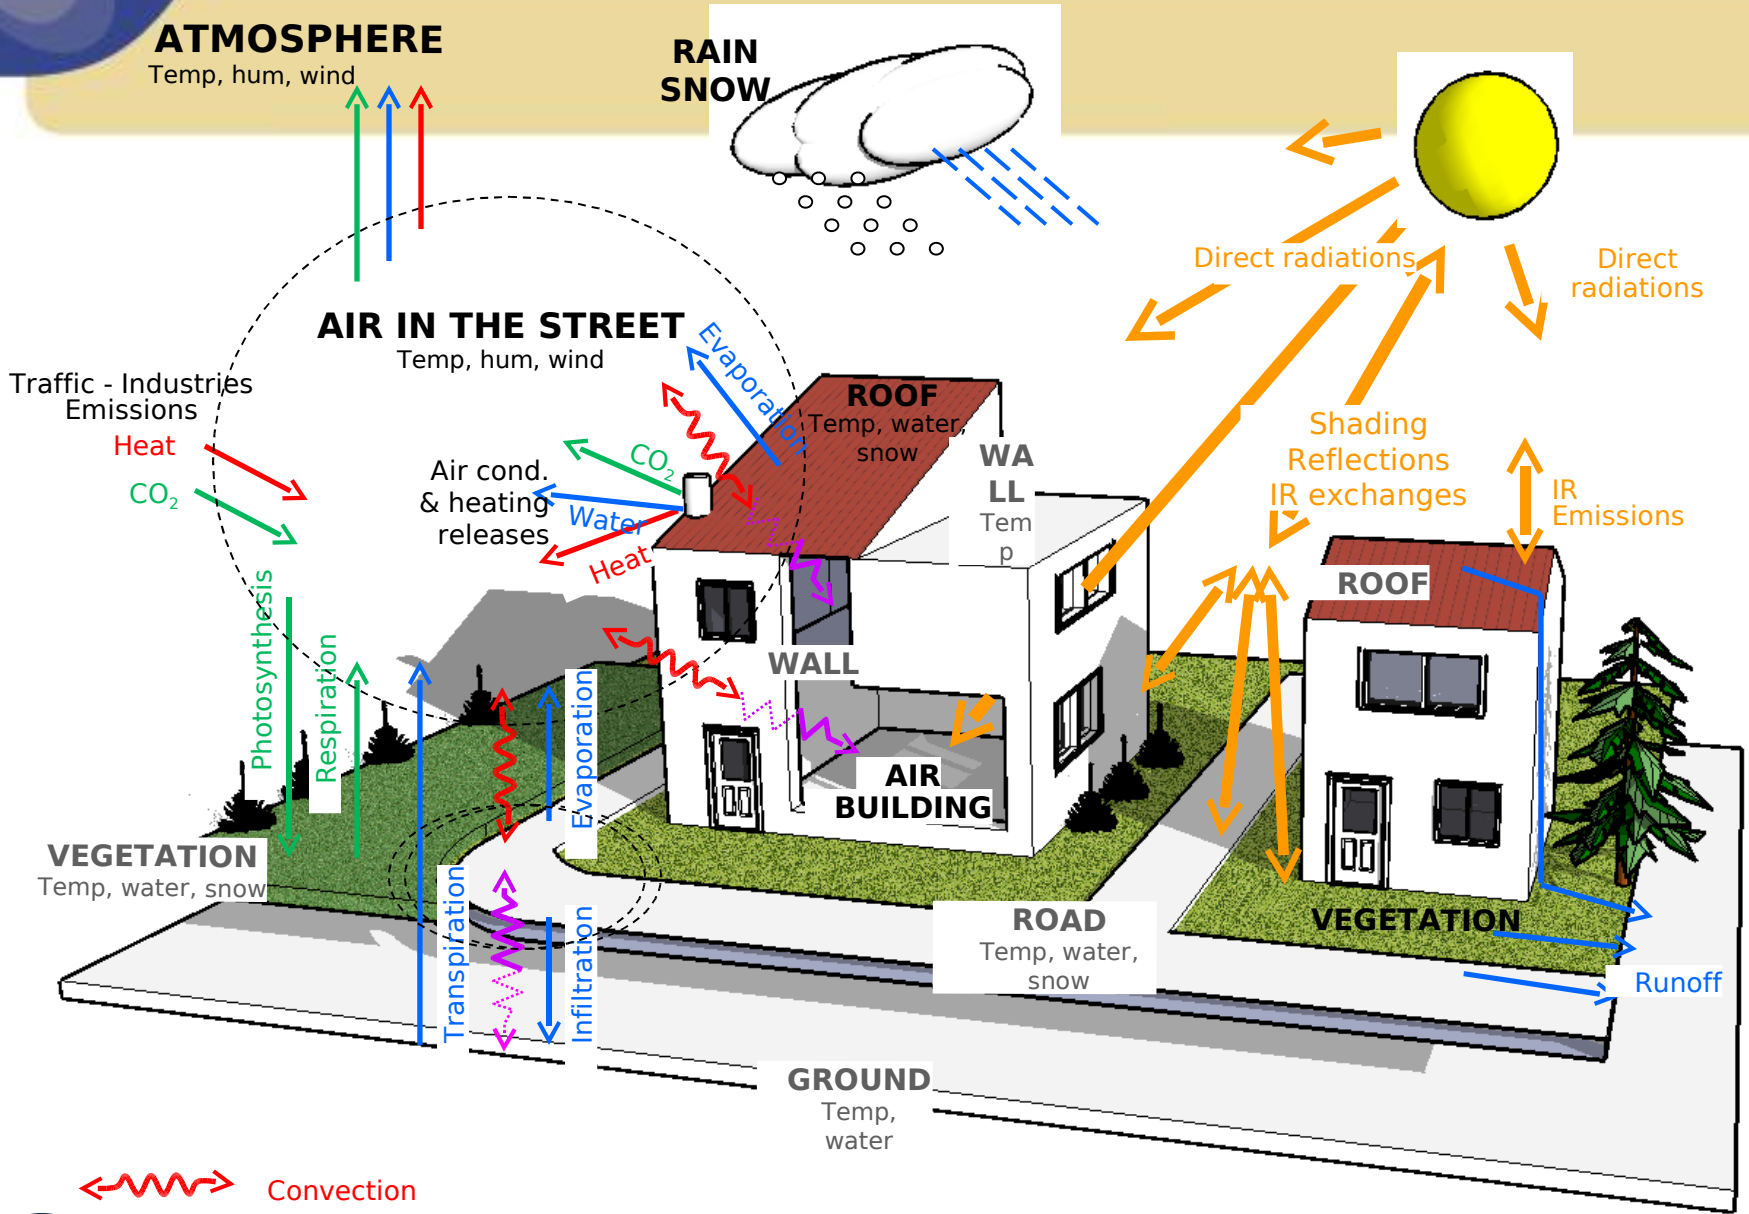 ATMOSPHERE
Temp, hum, wind
RAIN
SNOW
Direct radiations
Direct
radiations
AIR IN THE STREET
Temp, hum, wind
Evaporation
Traffic - Industries
Emissions
Heat
CO2
ROOF
Temp, water,
snow
Air cond.
& heating
releases
CO2
Water
Heat
WA
LL
Tem
p
Shading
Reflections
IR exchanges
IR
Emissions
ROOF
Photosynthesis
Respiration
WALL
Evaporation
AIR
BUILDING
VEGETATION
Temp, water, snow
Transpiration
Infiltration
ROAD
Temp, water,
snow
VEGETATION
Runoff
GROUND
Temp,
water
Convection